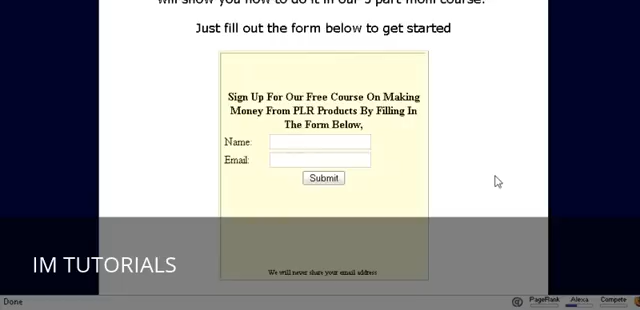 will show you how to do it in our 5 part mini course.
Just fill out the form below to get started
Sign Up For Our Free Course On Making
Money From PLR Products By Filling In
The Form Below,
Name:
Email:
Submit
IM TUTORIALS
We will never share your email address
Done
PageRank
Alexa
Compete